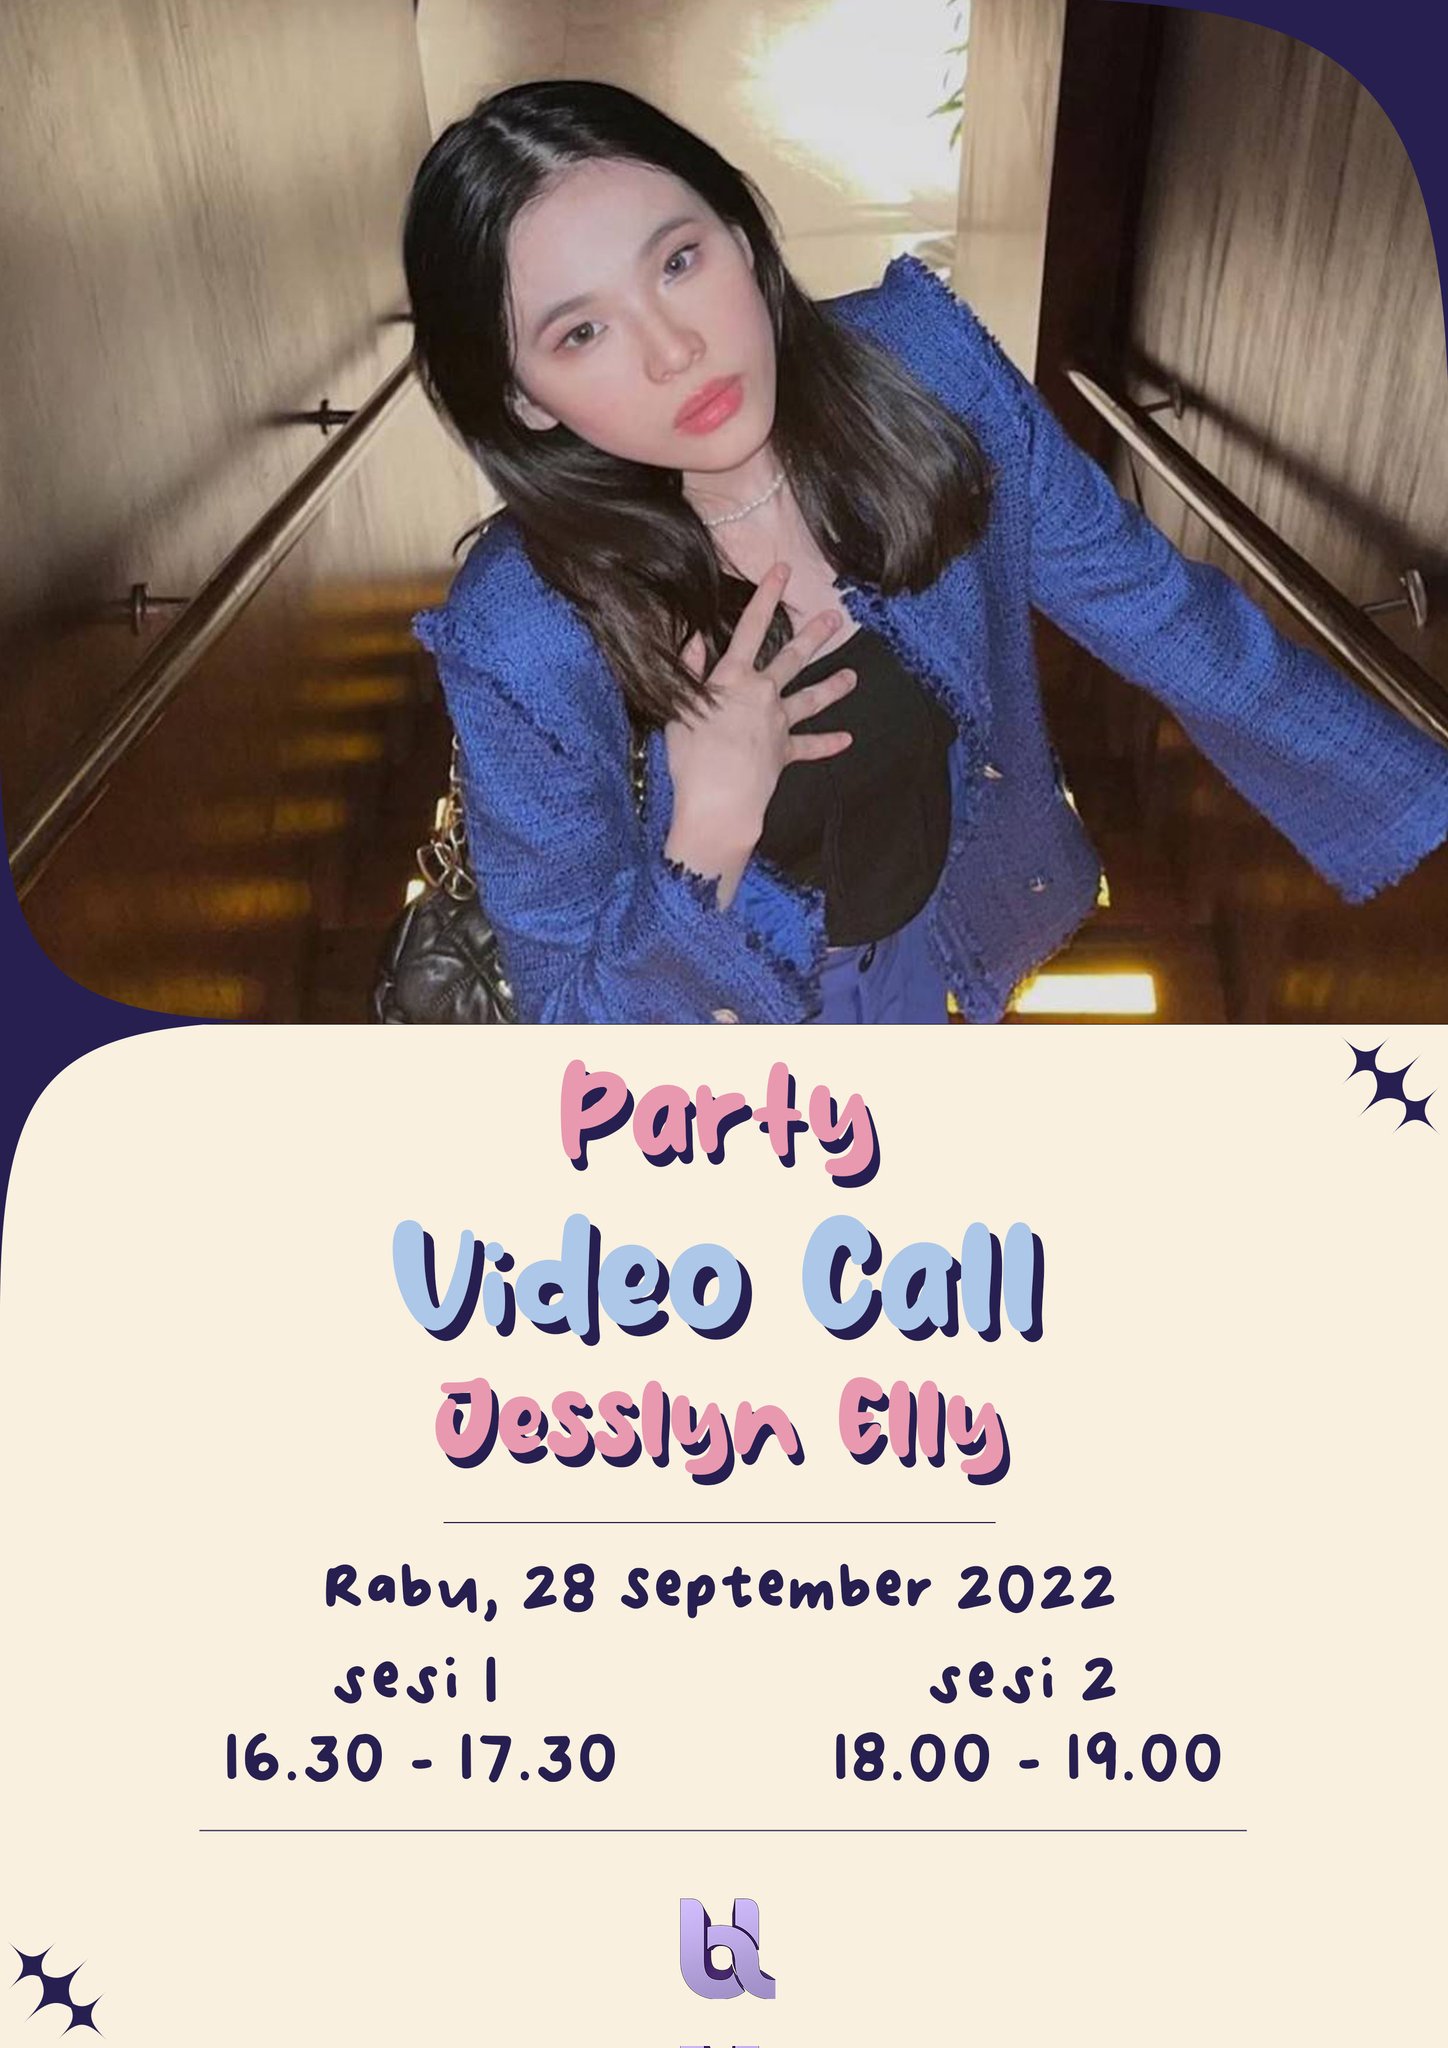 Party
Video Call
Jesslyn Elly
Rabu, 28 September 2022
sesi 1
sesi 2
16.30 - 17.30
18.00 - 19.00